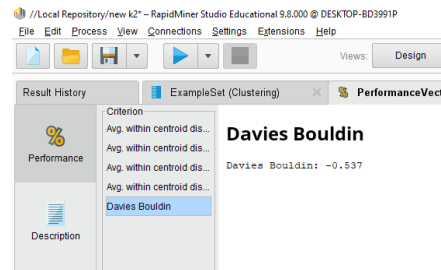 //Local Repository/new k2* – RapidMiner Studio Educational 9.8.000 @ DESKTOP-BD3991P
File Edit Process View Connections Settings Extensions Help
Views: Design
Result History ExampleSet (Clustering) PerformanceVect
Criterion
Avg. within centroid dis...
Avg. within centroid dis...
Avg. within centroid dis...
Avg. within centroid dis...
Davies Bouldin
Performance
Description
Davies Bouldin
Davies Bouldin: -0.537